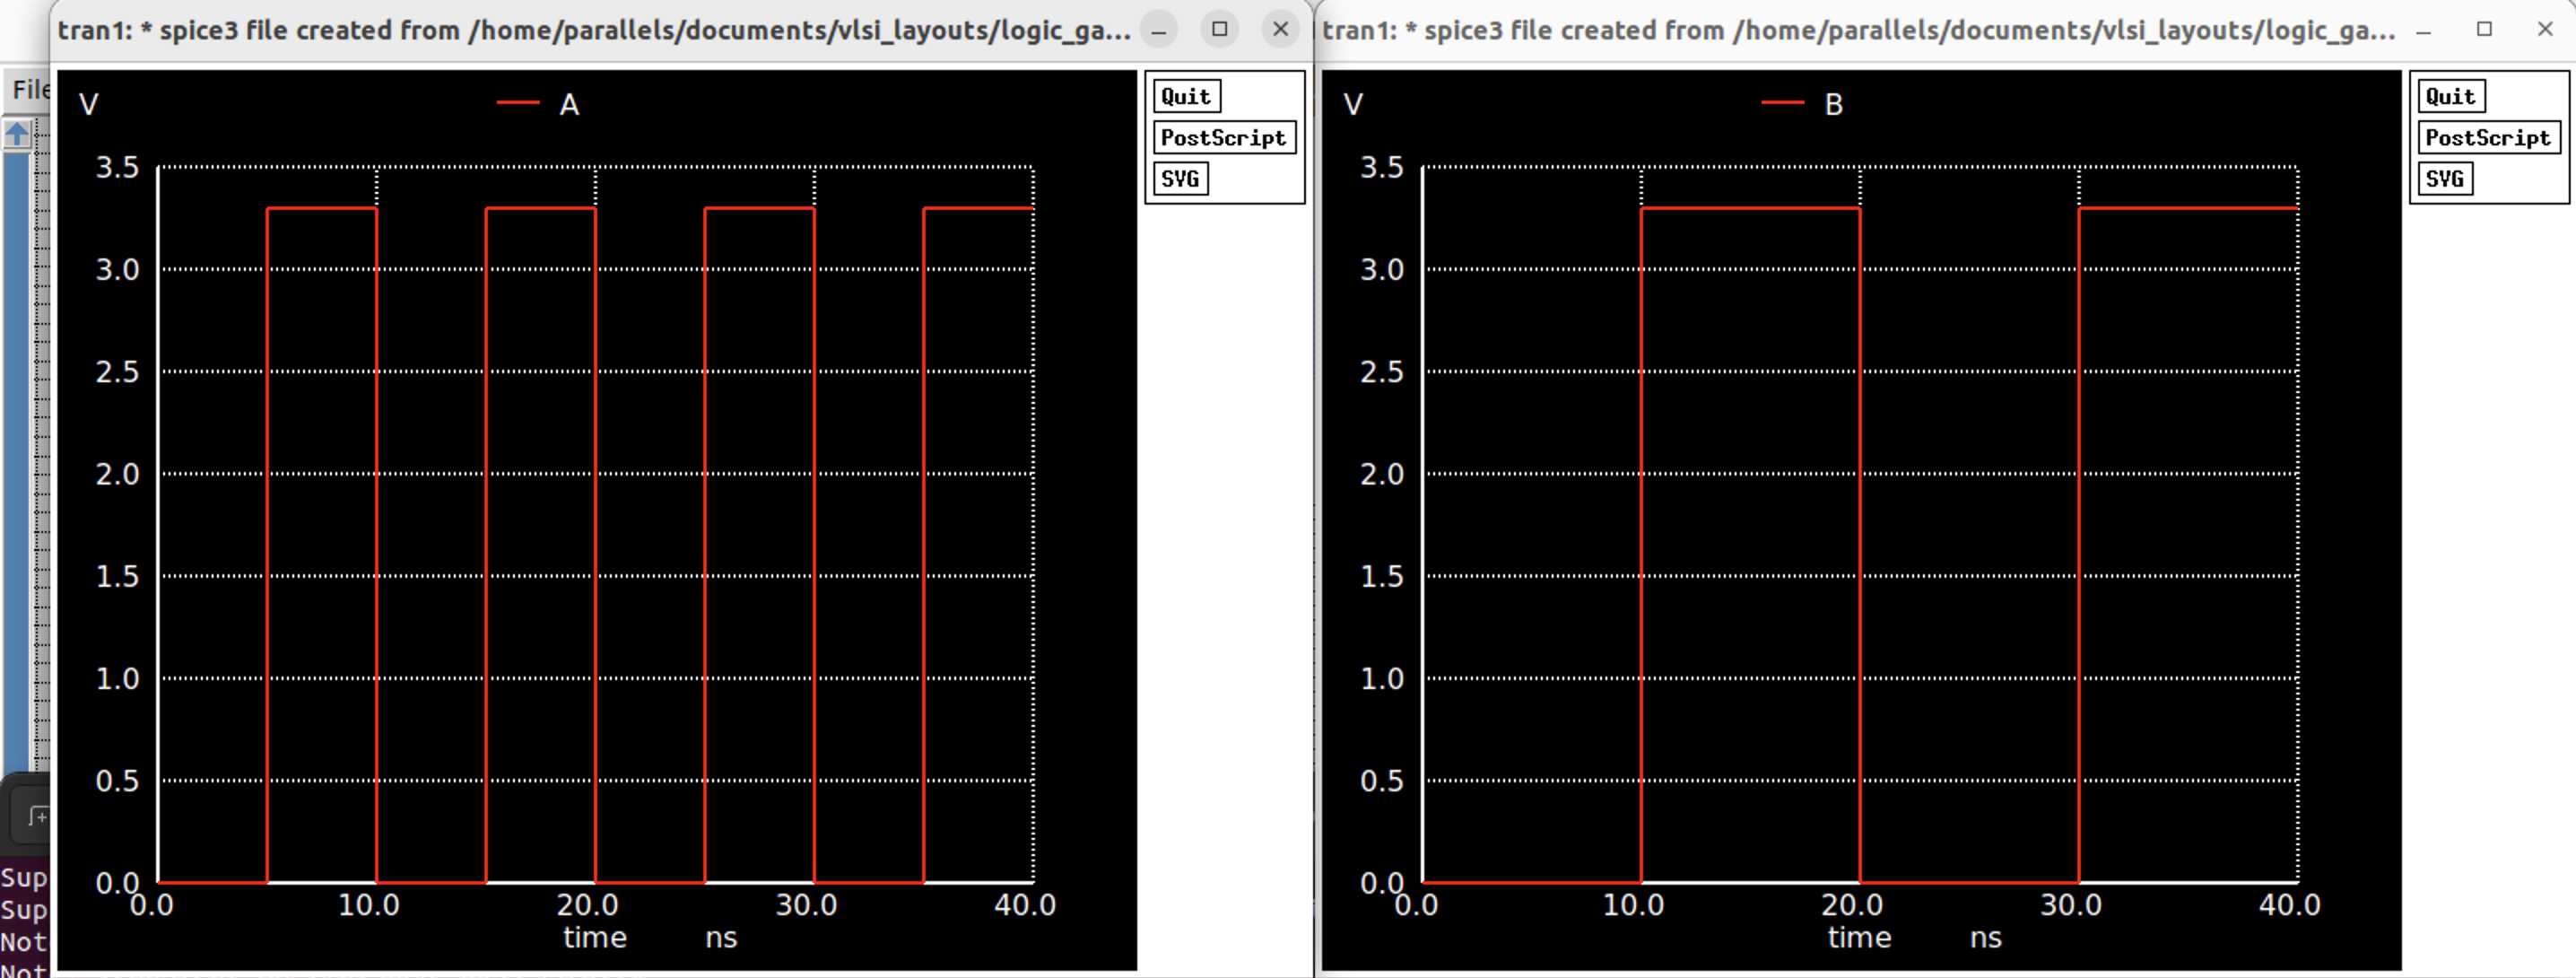 tran1: * spice3 file created from /home/parallels/documents/vlsi_layouts/logic_ga...
File
V
A
Quit
PostScript
SVG
3.5
3.0
2.5
2.0
1.5
1.0
0.5
0.0
0.0 10.0 20.0 30.0 40.0
time ns
Sup
Sup
Not
Not
tran1: * spice3 file created from /home/parallels/documents/vlsi_layouts/logic_ga...
V
B
Quit
PostScript
SVG
3.5
3.0
2.5
2.0
1.5
1.0
0.5
0.0
0.0 10.0 20.0 30.0 40.0
time ns